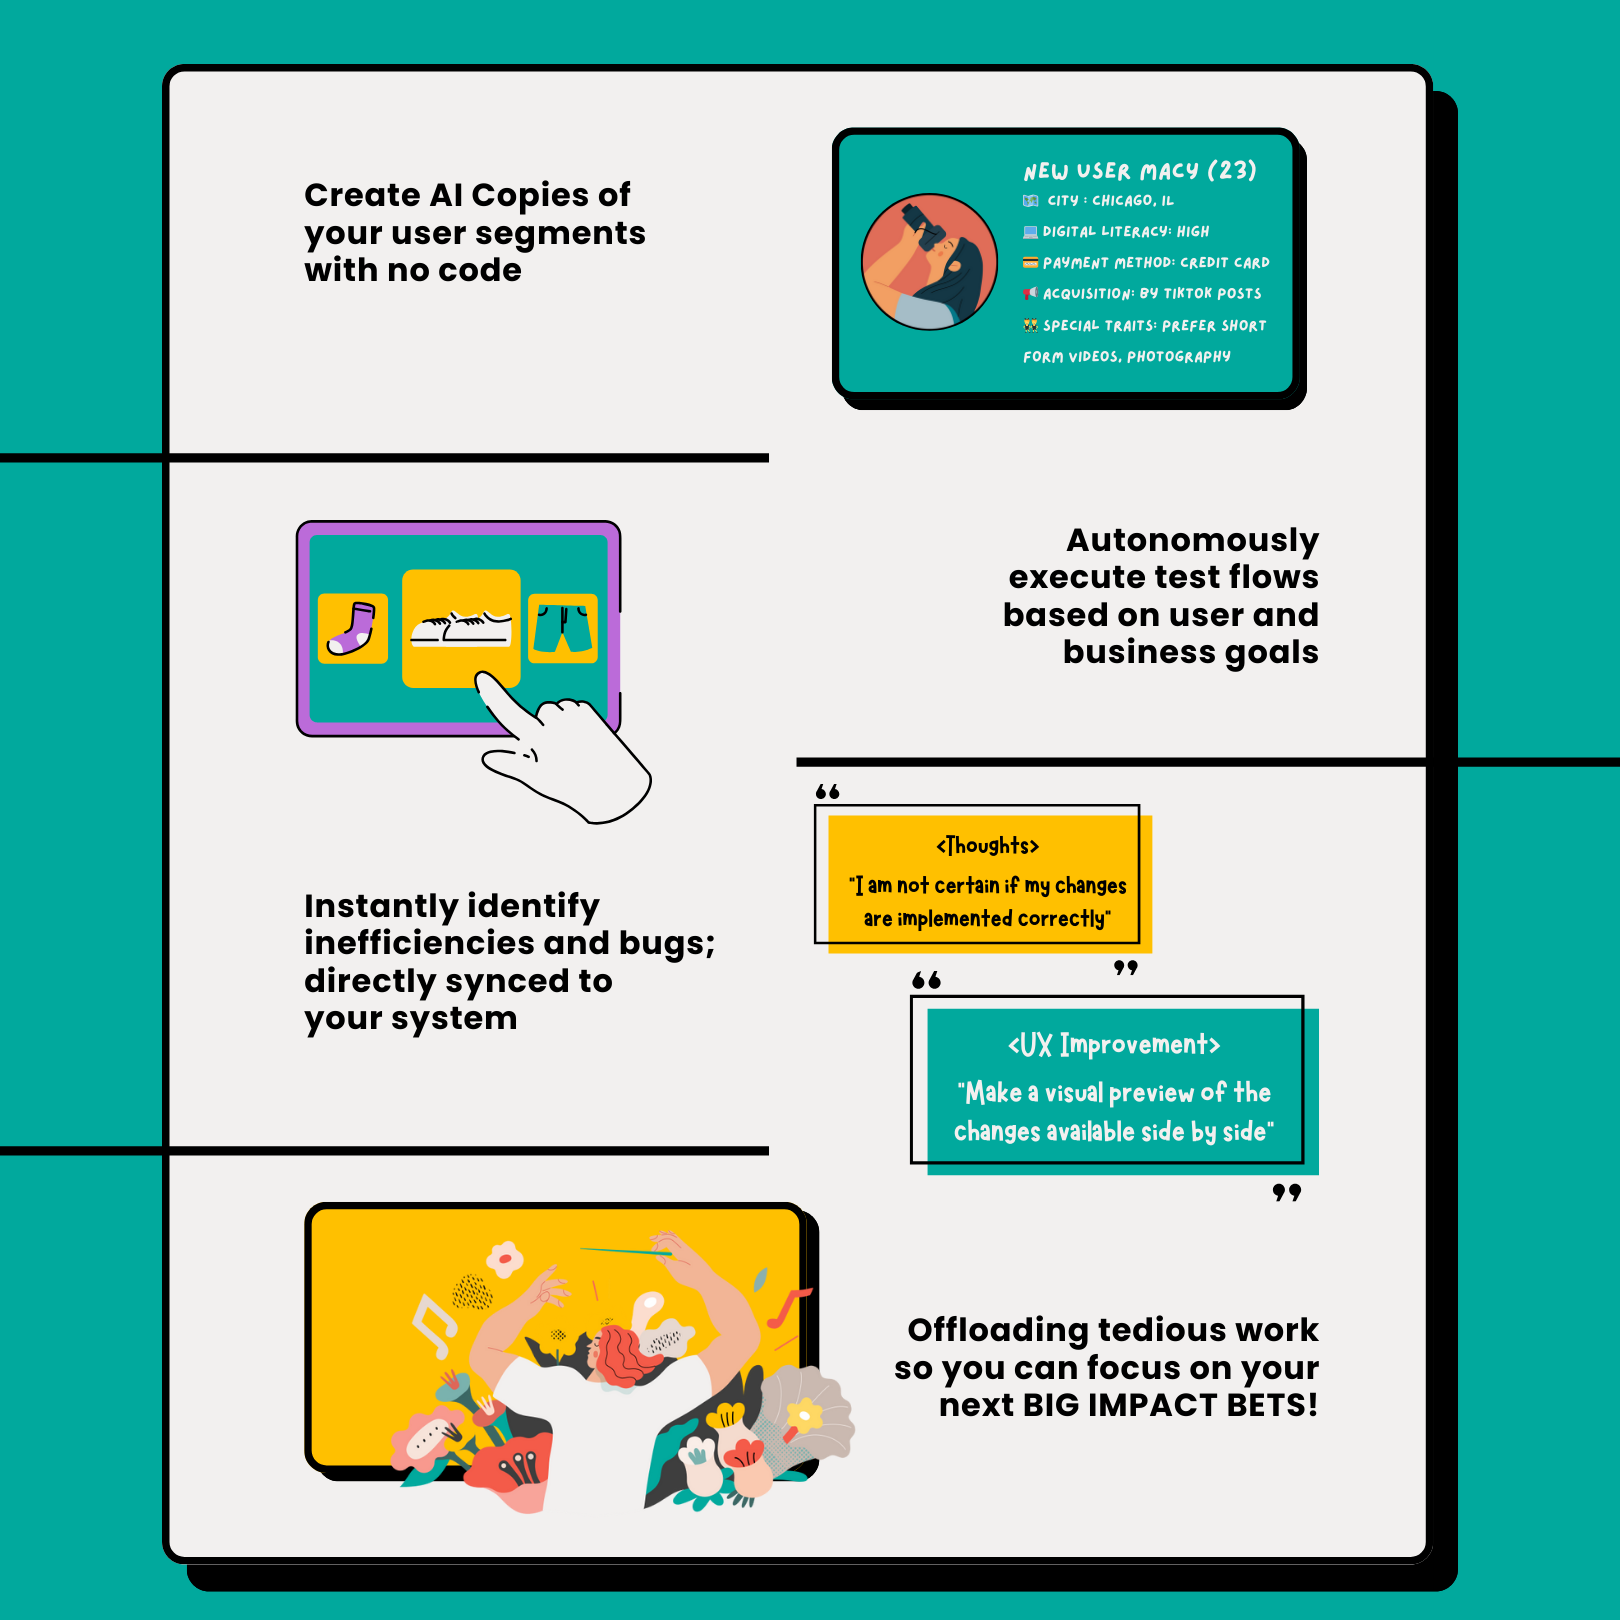 Create AI Copies of
your user segments
with no code
NEW USER MACY (23)
CITY : CHICAGO, IL
DIGITAL LITERACY: HIGH
PAYMENT METHOD: CREDIT CARD
ACQUISITION: BY TIKTOK POSTS
SPECIAL TRAITS: PREFER SHORT
FORM VIDEOS, PHOTOGRAPHY
Autonomously
execute test flows
based on user and
business goals
Instantly identify
inefficiencies and bugs;
directly synced to
your system
“
<Thoughts>
"I am not certain if my changes
are implemented correctly"
”
“
<UX Improvement>
"Make a visual preview of the
changes available side by side"
”
Offloading tedious work
so you can focus on your
next BIG IMPACT BETS!